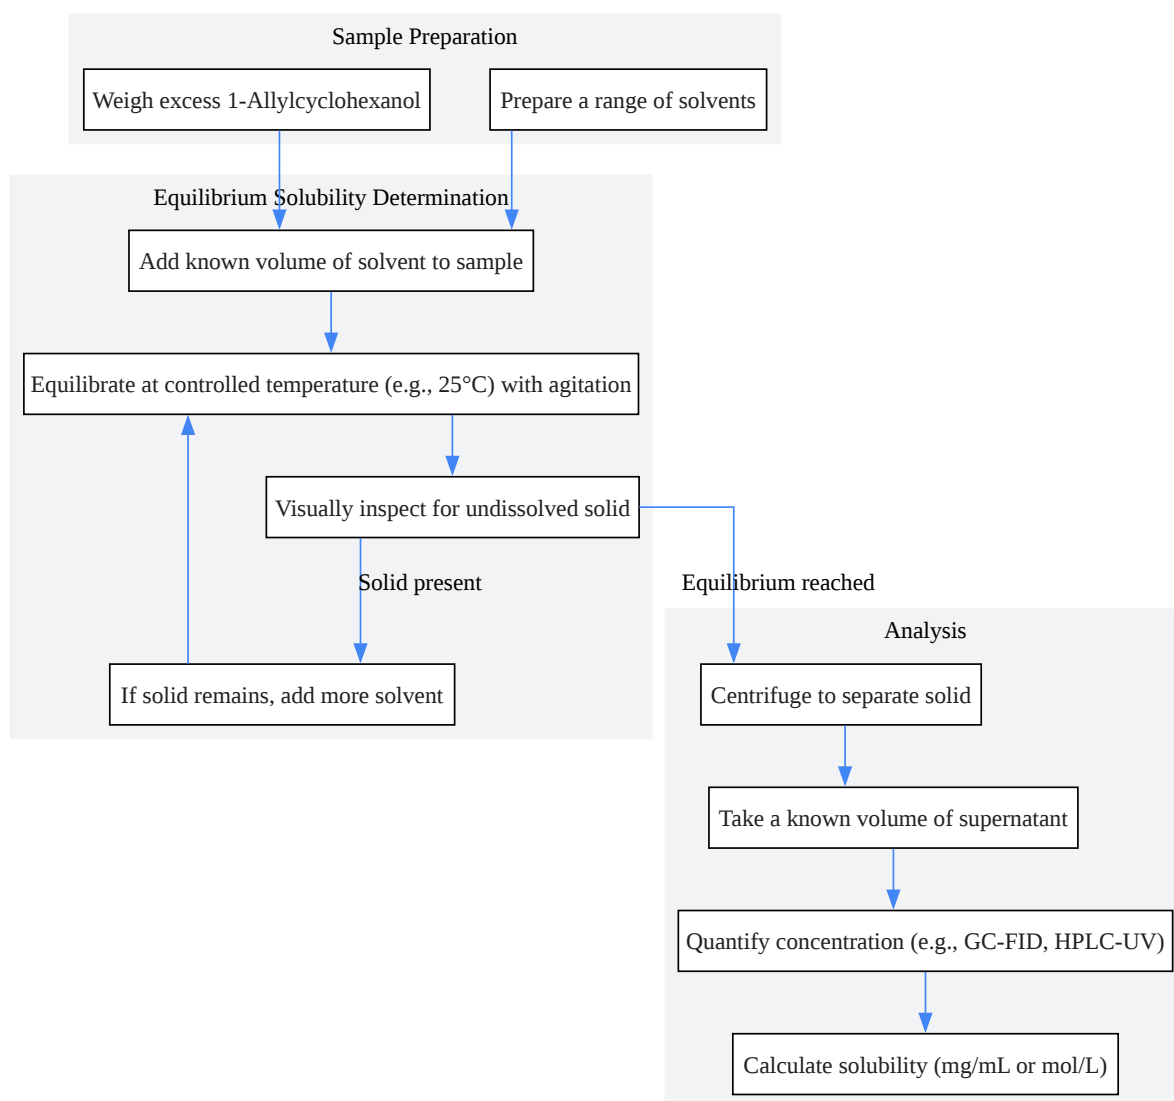 Sample Preparation
Weigh excess 1-Allylcyclohexanol
Prepare a range of solvents
Equilibrium Solubility Determination
Add known volume of solvent to sample
Equilibrate at controlled temperature (e.g., 25°C) with agitation
Visually inspect for undissolved solid
Solid present
Equilibrium reached
If solid remains, add more solvent
Analysis
Centrifuge to separate solid
Take a known volume of supernatant
Quantify concentration (e.g., GC-FID, HPLC-UV)
Calculate solubility (mg/mL or mol/L)